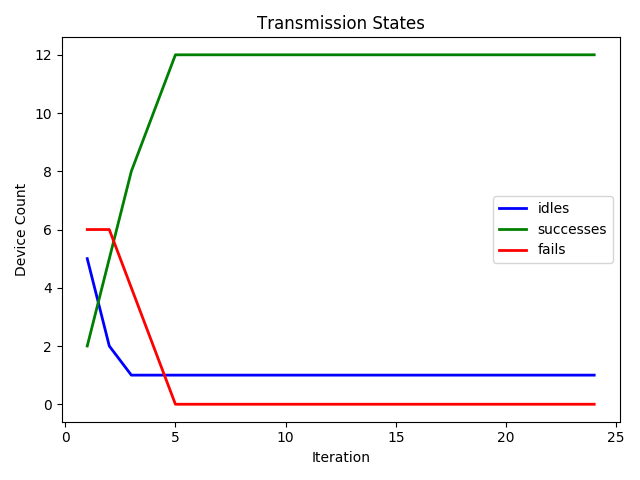 Transmission States
Device Count
12
10
8
6
4
2
0
idles
successes
fails
0 5 10 15 20 25
Iteration